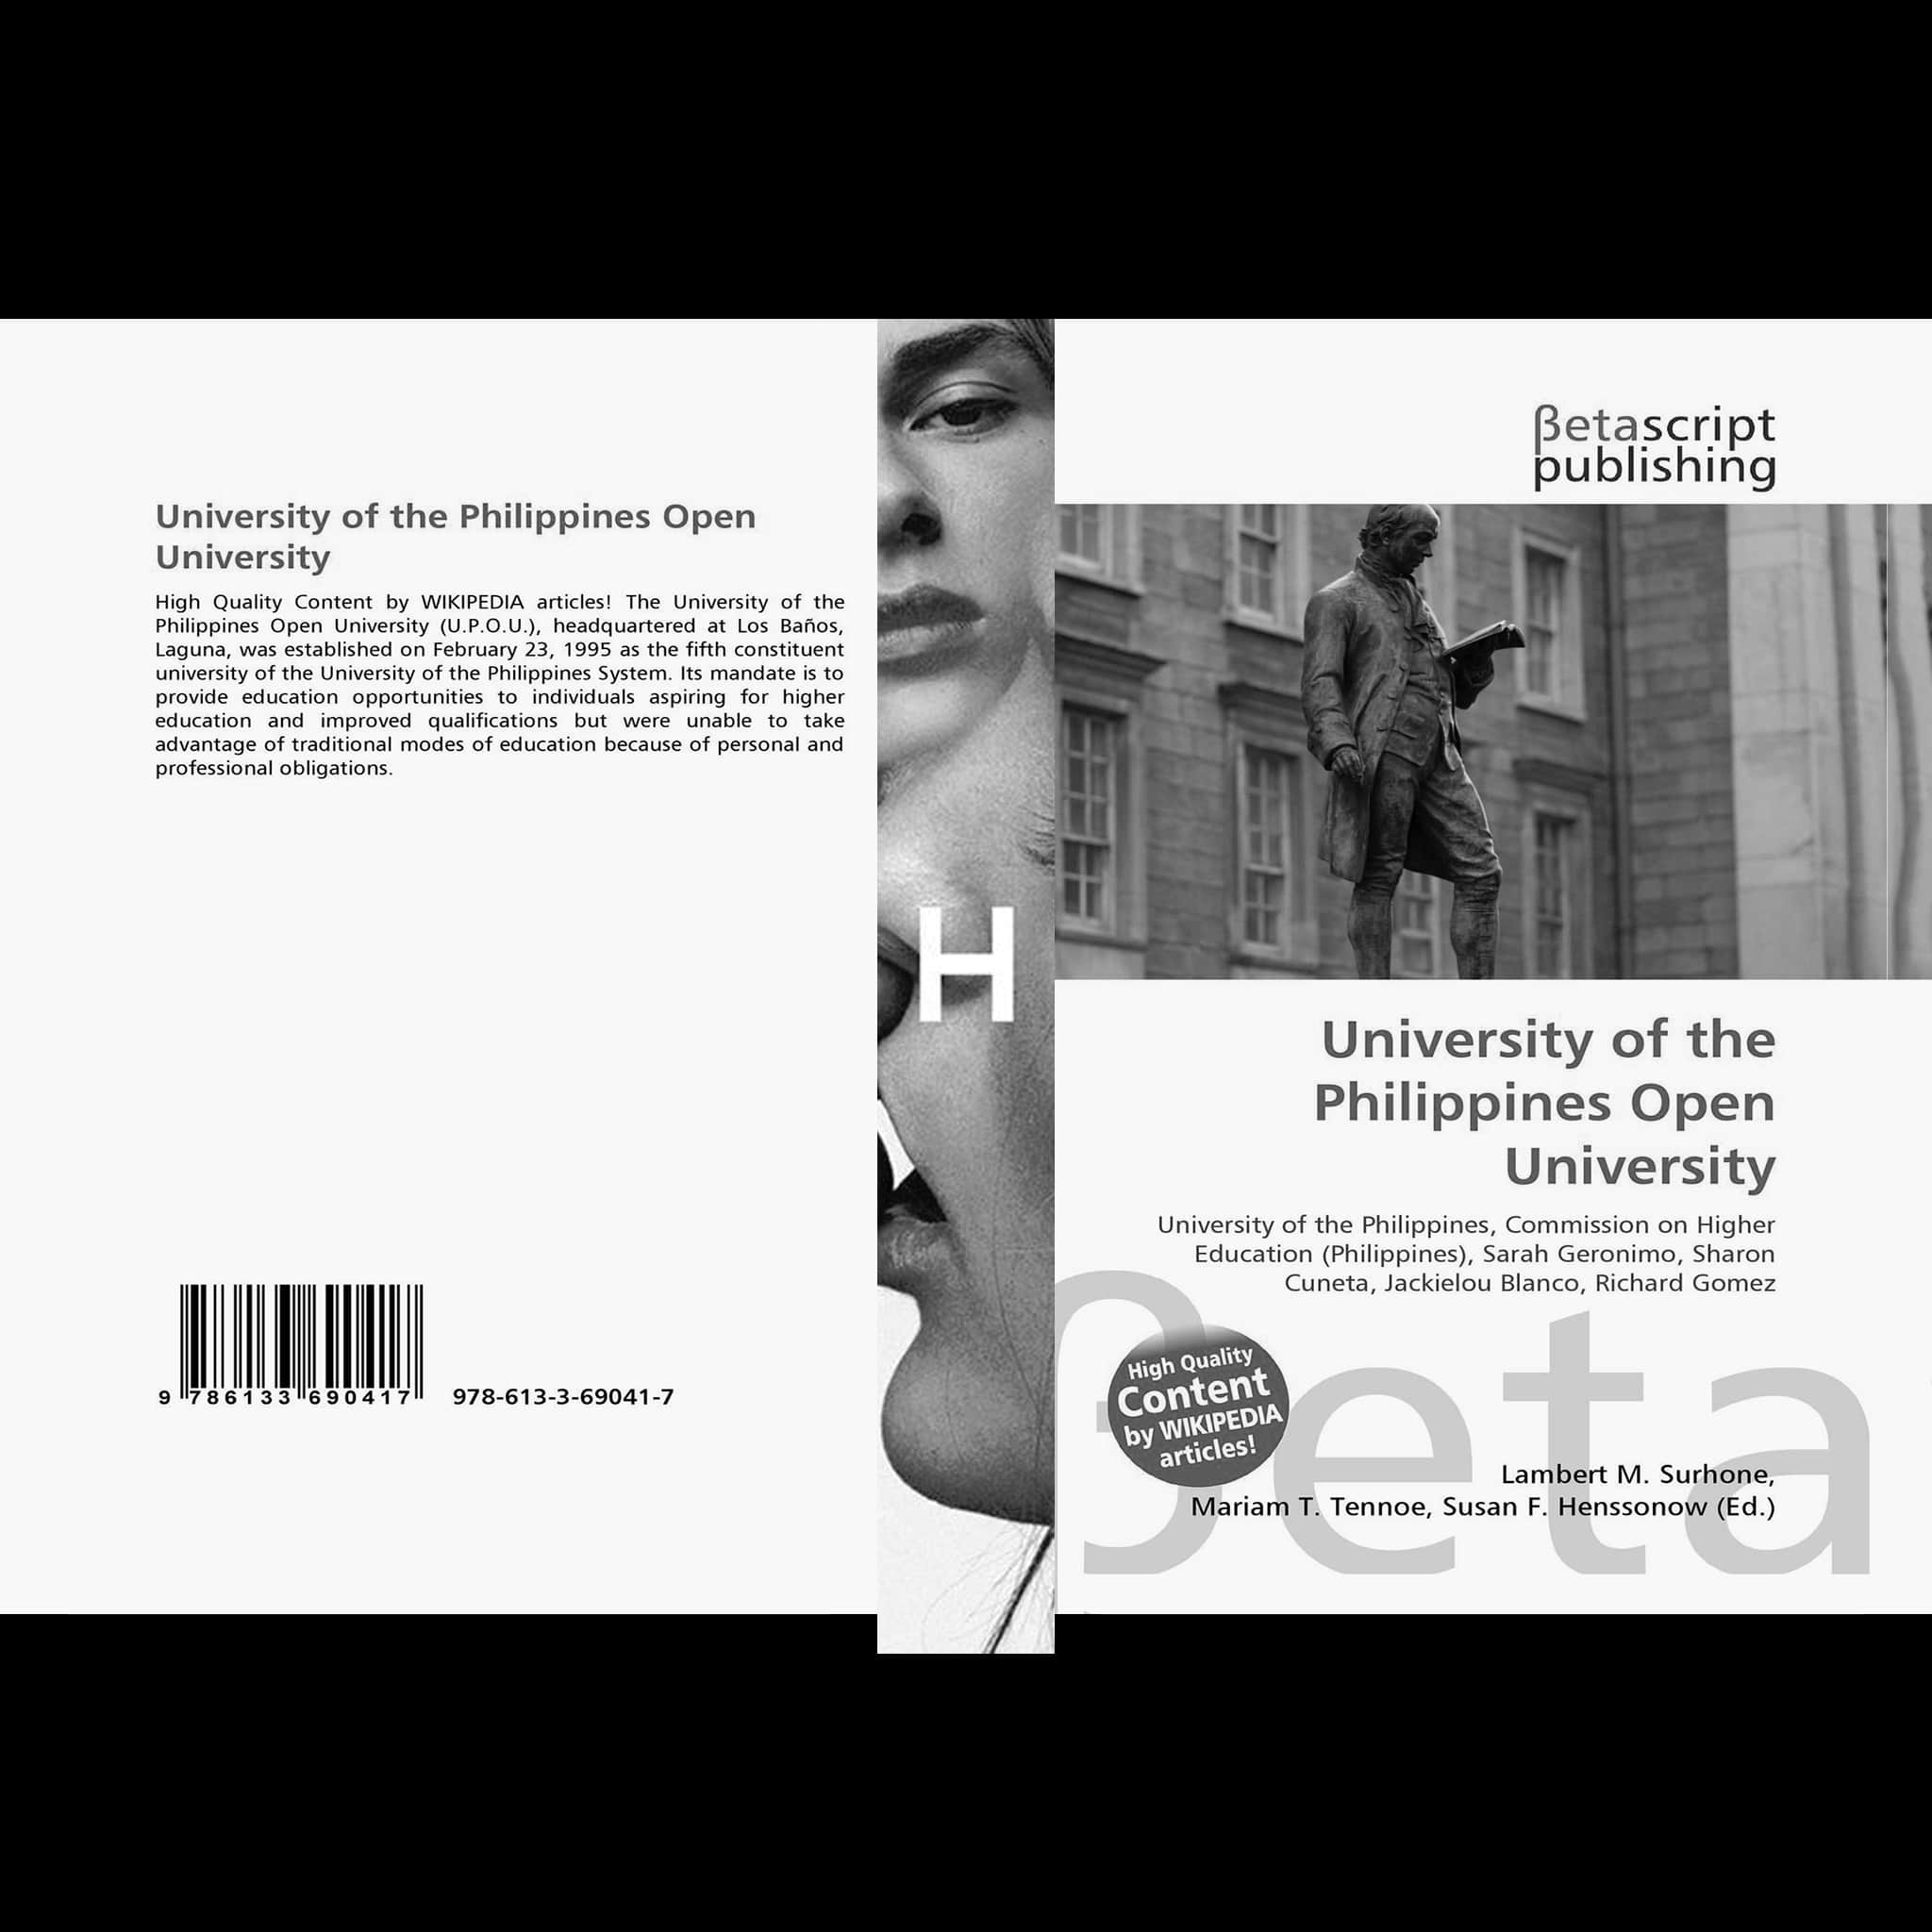 University of the Philippines Open
University
High Quality Content by WIKIPEDIA articles! The University of the
Philippines Open University (U.P.O.U.), headquartered at Los Baños,
Laguna, was established on February 23, 1995 as the fifth constituent
university of the University of the Philippines System. Its mandate is to
provide education opportunities to individuals aspiring for higher
education and improved qualifications but were unable to take
advantage of traditional modes of education because of personal and
professional obligations.
9 786133 690417
978-613-3-69041-7
H
βetascript
publishing
University of the
Philippines Open
University
University of the Philippines, Commission on Higher
Education (Philippines), Sarah Geronimo, Sharon
Cuneta, Jackielou Blanco, Richard Gomez
βeta
High Quality
Content
by WIKIPEDIA
articles!
Lambert M. Surhone,
Mariam T. Tennoe, Susan F. Henssonow (Ed.)